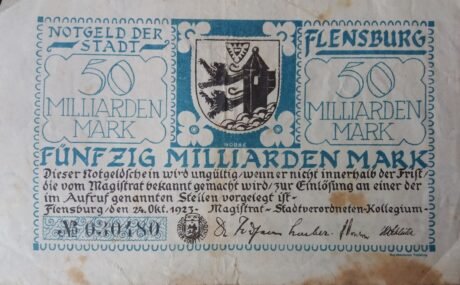 NOTGELD DER STADT
FLENSBURG
50 MILLIARDEN MARK
50 MILLIARDEN MARK
FÜNFZIG MILLIARDEN MARK
Dieser Notgeldschein wird ungültig/wenn er nicht innerhalb der Frist
die vom Magistrat bekannt gemacht wird/zur Einlösung an einer der
im Aufruf genannten Stellen vorgelegt ist-
Flensburg/den 24. Okt. 1923- Magistrat- Stadtverordneten-Kollegium-
№ 030480